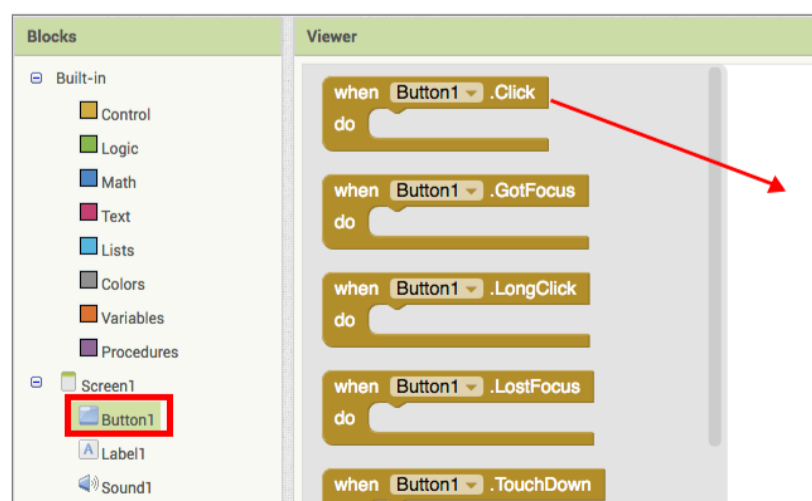 Blocks
Viewer
Built-in
Control
Logic
Math
Text
Lists
Colors
Variables
Procedures
Screen1
Button1
A Label1
Sound1
when Button1 .Click
do
when Button1 .GotFocus
do
when Button1 .LongClick
do
when Button1 .LostFocus
do
when Button1 .TouchDown